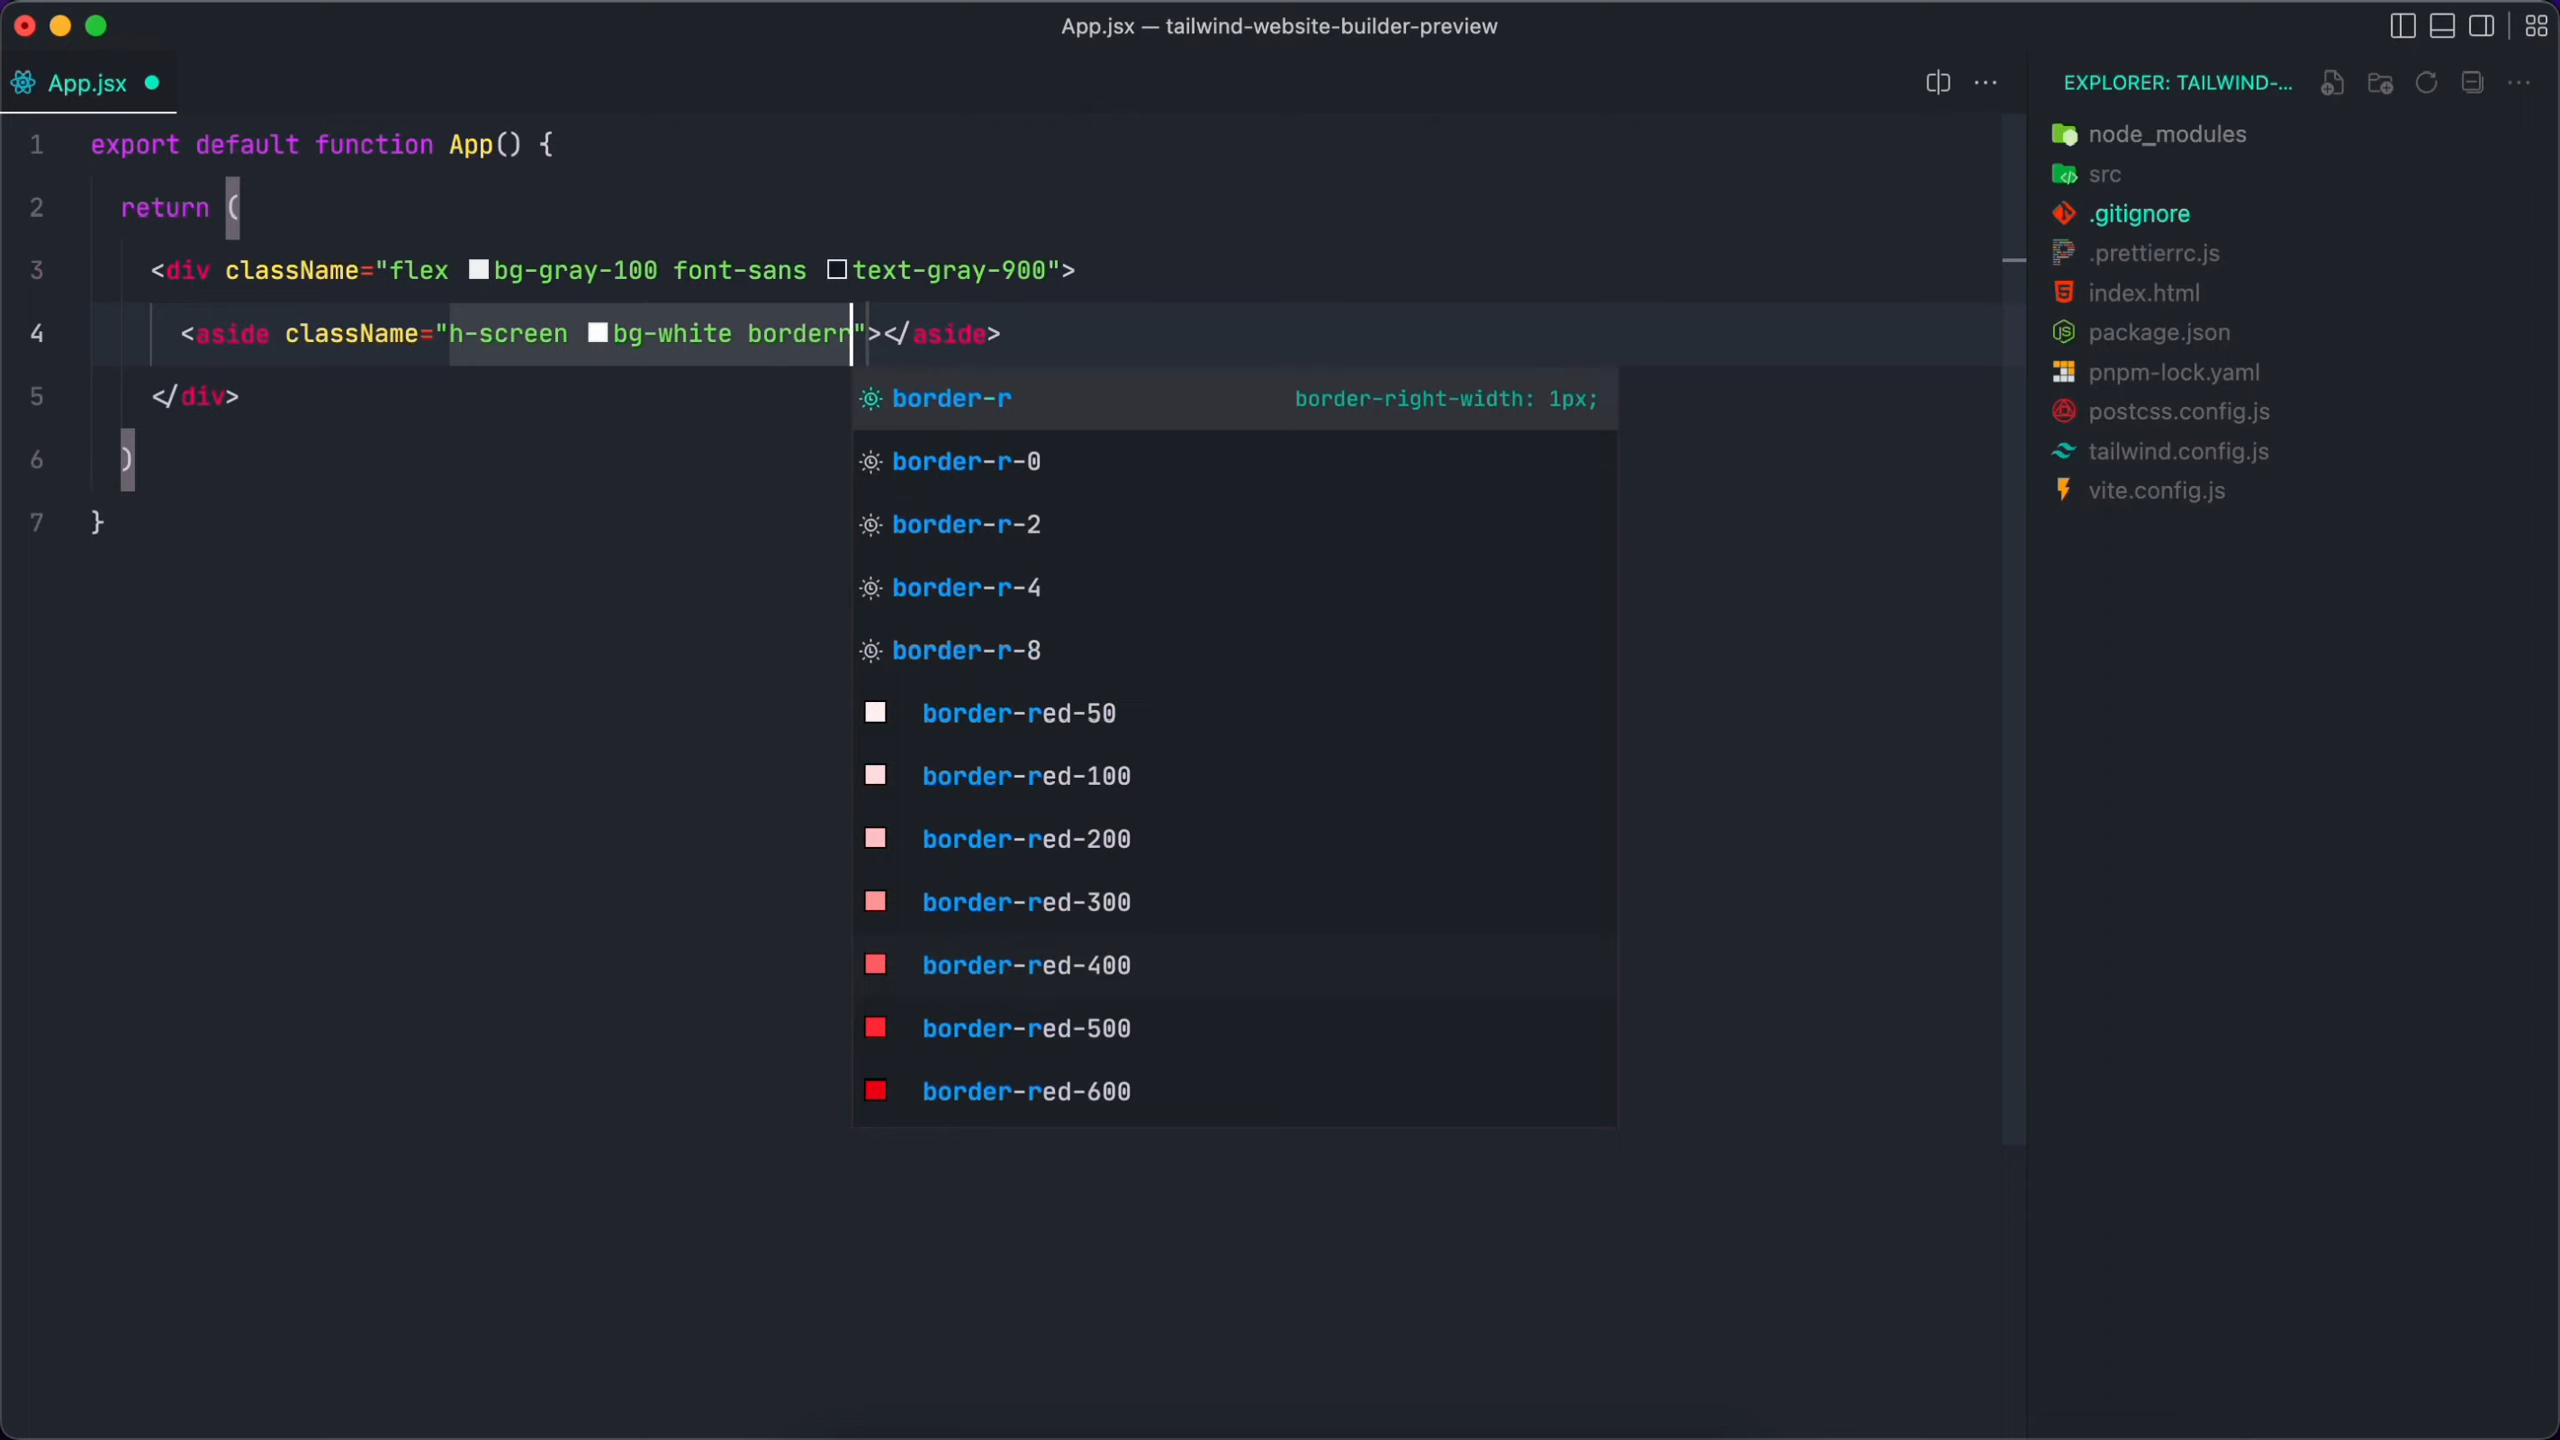 App.jsx — tailwind-website-builder-preview
App.jsx
EXPLORER: TAILWIND-...
1 export default function App() {
2 return (
3 <div className="flex bg-gray-100 font-sans text-gray-900">
4 <aside className="h-screen bg-white borderr"></aside>
5 </div>
6 )
7 }
border-r border-right-width: 1px;
border-r-0
border-r-2
border-r-4
border-r-8
border-red-50
border-red-100
border-red-200
border-red-300
border-red-400
border-red-500
border-red-600
node_modules
src
.gitignore
.prettierrc.js
index.html
package.json
pnpm-lock.yaml
postcss.config.js
tailwind.config.js
vite.config.js